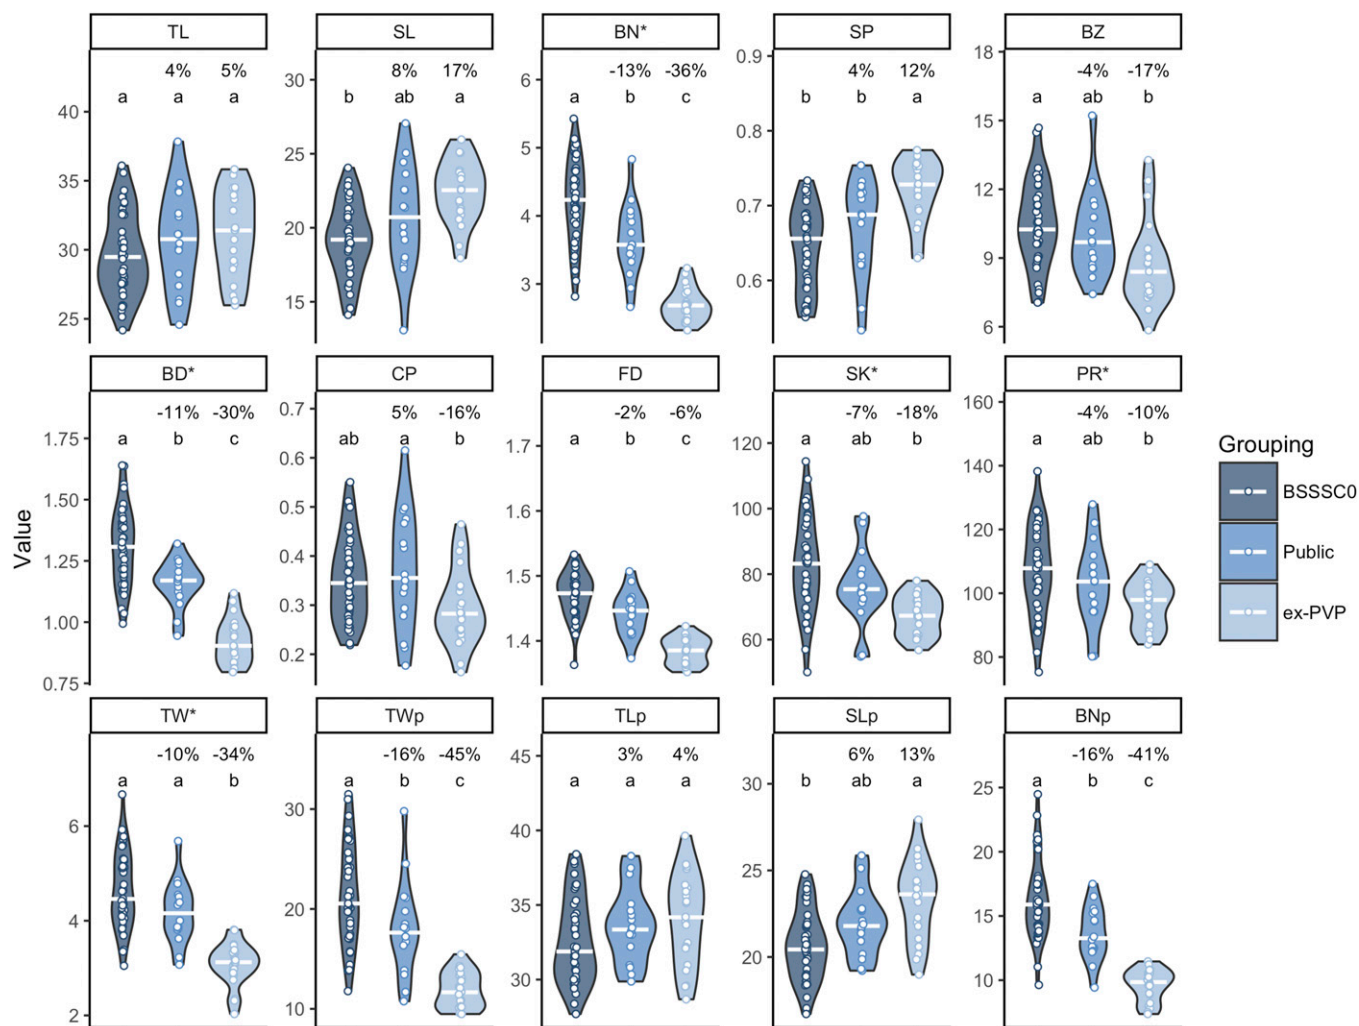 TL SL BN* SP BZ
4% 5% 8% 17% -13% -36% 4% 12% -4% -17%
a a a b ab a a b c b b a a ab b
40 35 30 25
30 25 20 15
6 5 4 3
0.9 0.8 0.7 0.6
18 15 12 9 6
BD* CP FD SK* PR*
-11% -30% 5% -16% -2% -6% -7% -18% -4% -10%
a b c ab a b a b c a ab b a ab b
1.75 1.50 1.25 1.00 0.75
0.7 0.6 0.5 0.4 0.3 0.2
1.7 1.6 1.5 1.4
120 100 80 60
160 140 120 100 80
TW* TWp TLp SLp BNp
-10% -34% -16% -45% 3% 4% 6% 13% -16% -41%
a a b a b c a a a b ab a a b c
6 4 2
30 20 10
45 40 35 30
30 25 20
25 20 15 10
Value
Grouping
BSSSC0
Public
ex-PVP